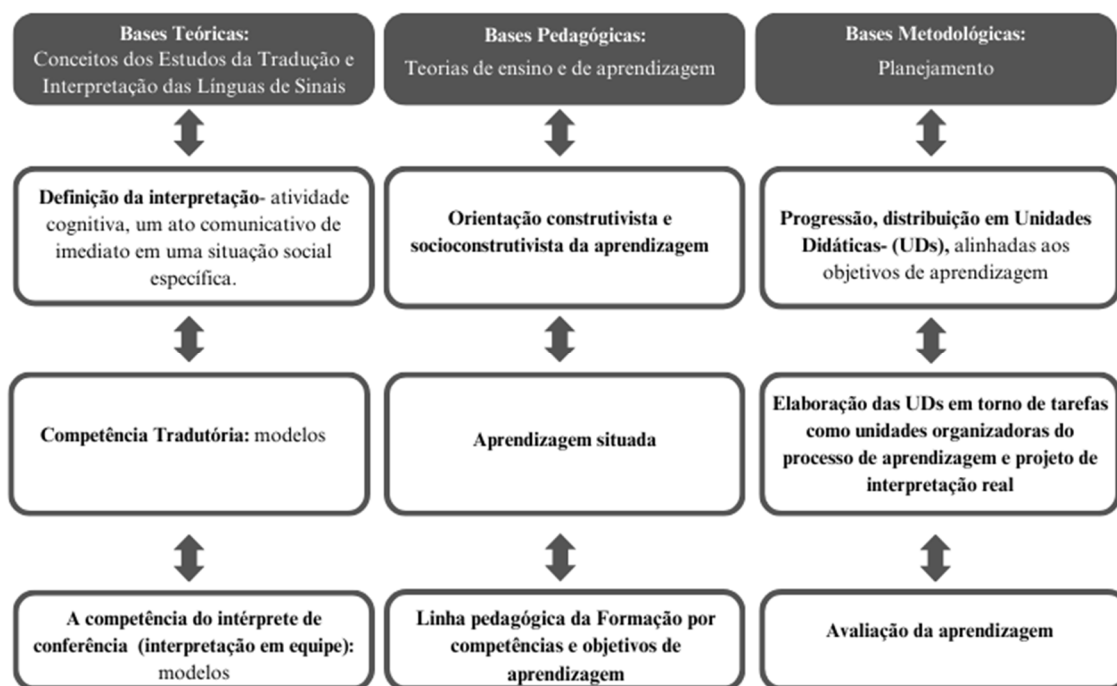 Bases Teóricas:
Conceitos dos Estudos da Tradução e
Interpretação das Línguas de Sinais
Definição da interpretação- atividade
cognitiva, um ato comunicativo de
imediato em uma situação social
específica.
Competência Tradutória: modelos
A competência do intérprete de
conferência (interpretação em equipe):
modelos
Bases Pedagógicas:
Teorias de ensino e de aprendizagem
Orientação construtivista e
socioconstrutivista da aprendizagem
Aprendizagem situada
Linha pedagógica da Formação por
competências e objetivos de
aprendizagem
Bases Metodológicas:
Planejamento
Progressão, distribuição em Unidades
Didáticas- (UDs), alinhadas aos
objetivos de aprendizagem
Elaboração das UDs em torno de tarefas
como unidades organizadoras do
processo de aprendizagem e projeto de
interpretação real
Avaliação da aprendizagem